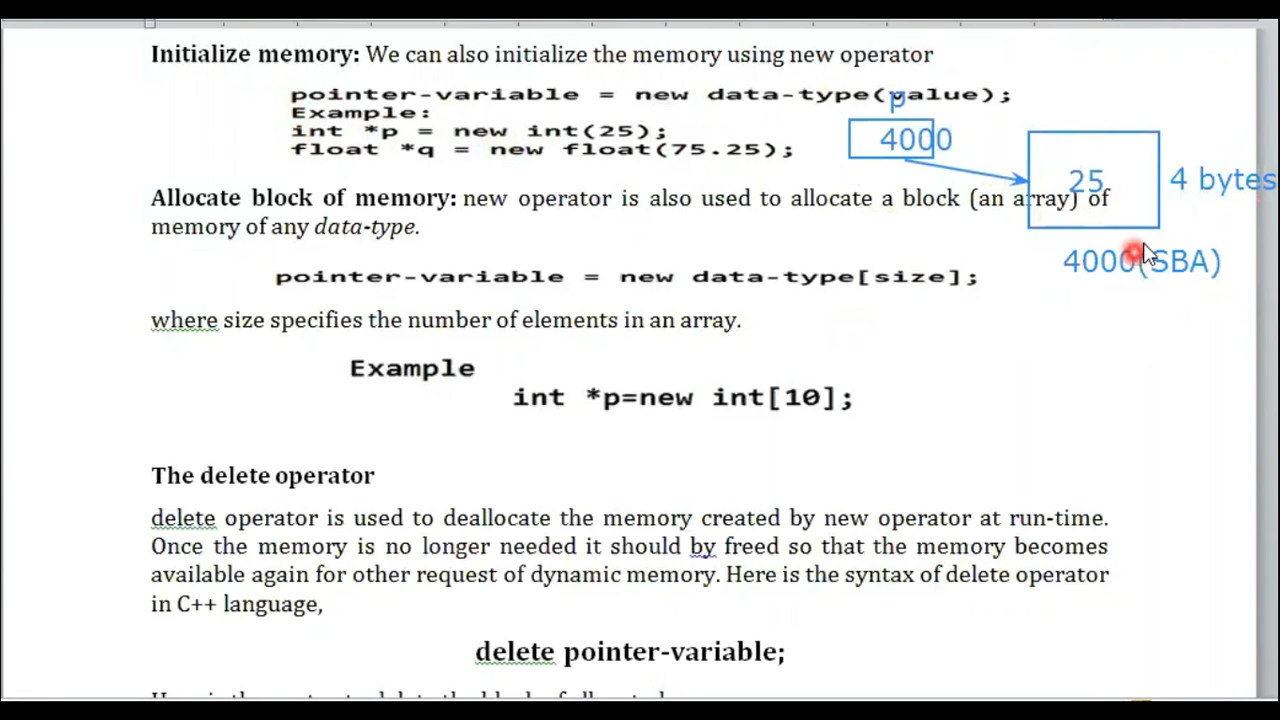 Initialize memory: We can also initialize the memory using new operator
pointer-variable = new data-type(value);
p
Example:
int *p = new int(25);
4000
float *q = new float(75.25);
25
4 bytes
Allocate block of memory: new operator is also used to allocate a block (an array) of
memory of any data-type.
4000(SBA)
pointer-variable = new data-type[size];
where size specifies the number of elements in an array.
Example
int *p=new int[10];
The delete operator
delete operator is used to deallocate the memory created by new operator at run-time.
Once the memory is no longer needed it should by freed so that the memory becomes
available again for other request of dynamic memory. Here is the syntax of delete operator
in C++ language,
delete pointer-variable;